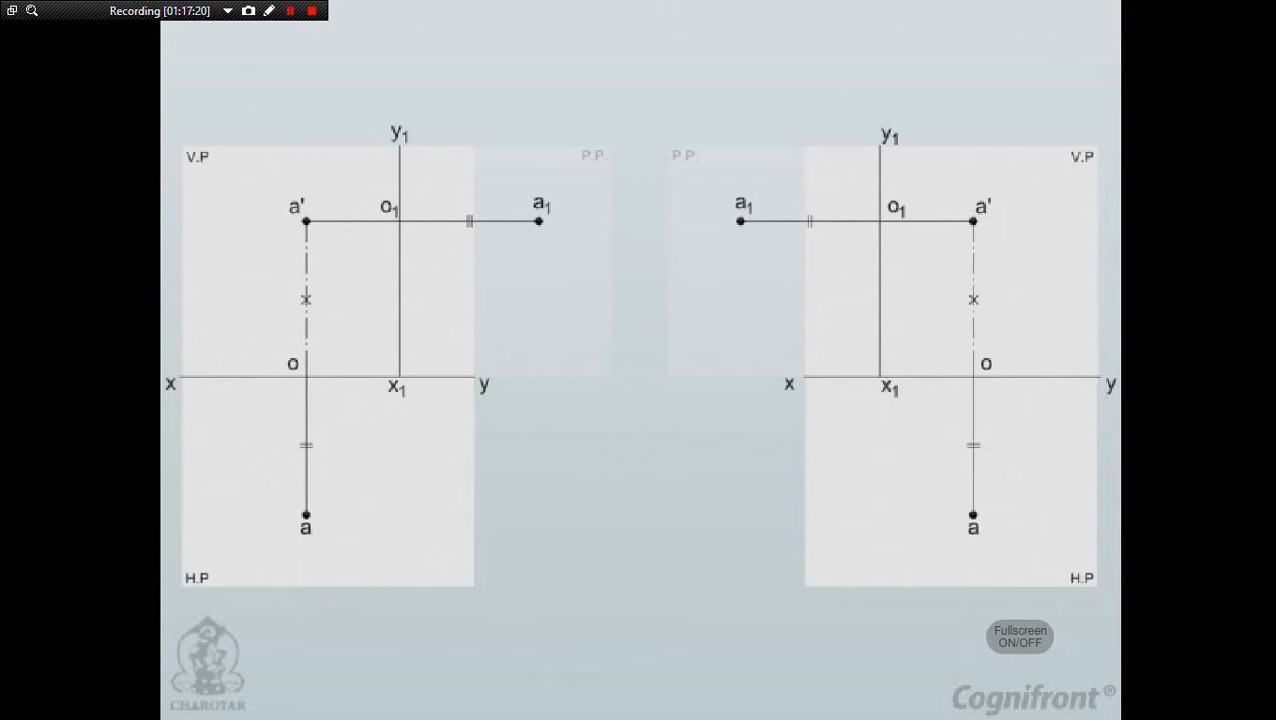 Recording [01:17:20]
y1
V.P
P.P.
a'
o1
a1
o
x
x1
y
a
H.P
y1
P.P.
V.P
a1
o1
a'
o
x
x1
y
a
H.P
Fullscreen
ON/OFF
CHAROTAR
Cognifront®